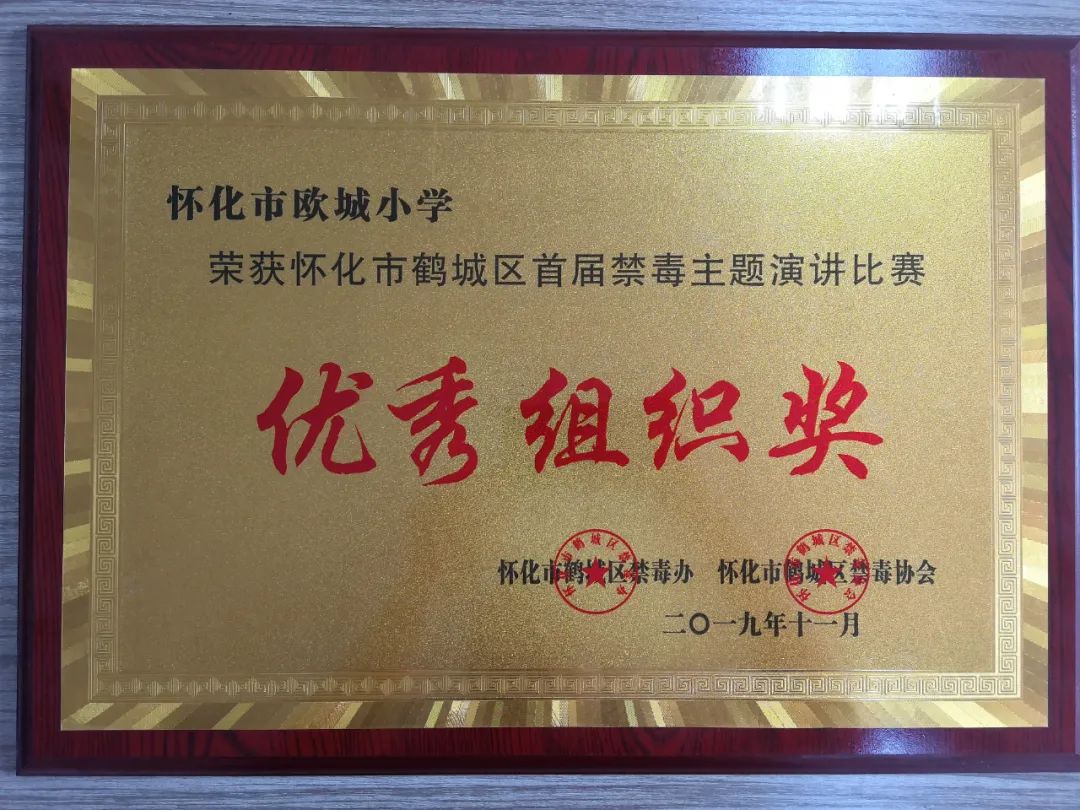 怀化市欧城小学
荣获怀化市鹤城区首届禁毒主题演讲比赛
优秀组织奖
怀化市鹤城区禁毒办 怀化市鹤城区禁毒协会
二〇一九年十一月